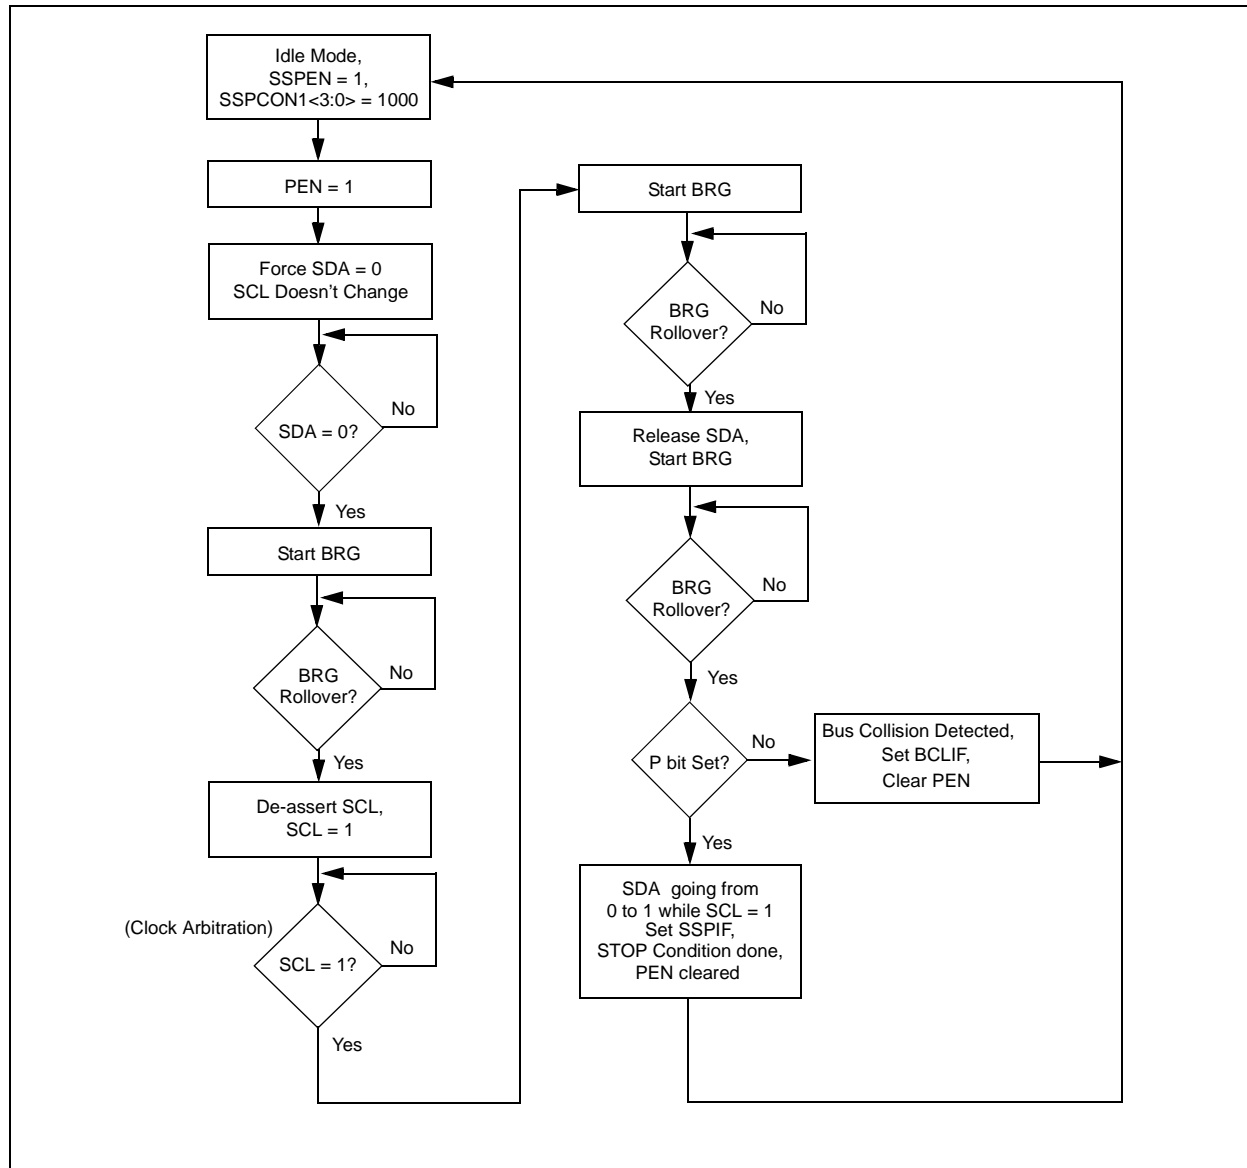 Idle Mode,
SSPEN = 1,
SSPCON1<3:0> = 1000
PEN = 1
Force SDA = 0
SCL Doesn't Change
No
SDA = 0?
Yes
Start BRG
No
BRG
Rollover?
Yes
De-assert SCL,
SCL = 1
(Clock Arbitration)
No
SCL = 1?
Yes
Start BRG
No
BRG
Rollover?
Yes
Release SDA,
Start BRG
No
BRG
Rollover?
Yes
No
P bit Set?
Bus Collision Detected,
Set BCLIF,
Clear PEN
Yes
SDA going from
0 to 1 while SCL = 1
Set SSPIF,
STOP Condition done,
PEN cleared